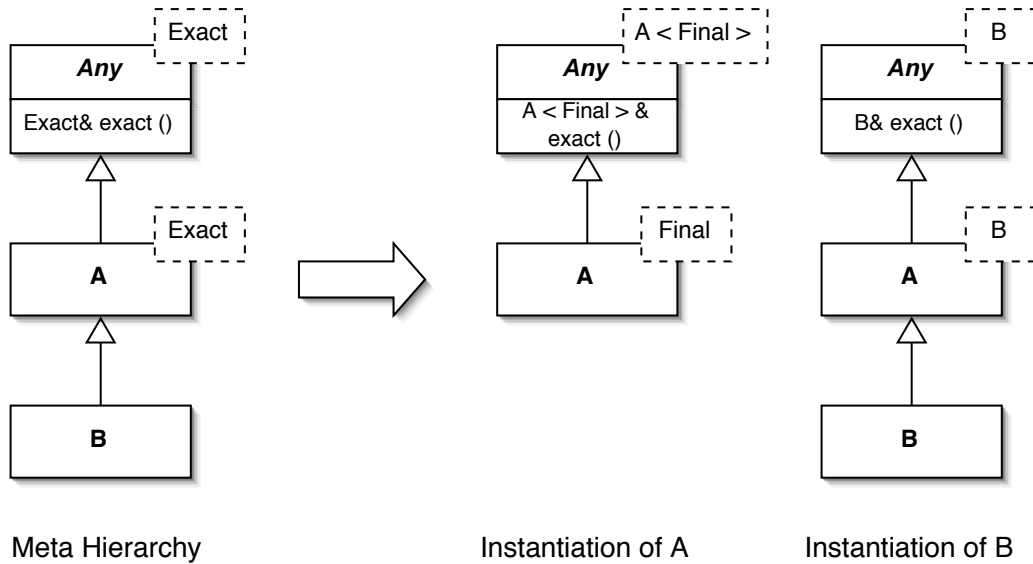 Exact
Any
Exact& exact ()
Exact
A
B
Meta Hierarchy
A < Final >
Any
A < Final > &
exact ()
Final
A
Instantiation of A
B
Any
B& exact ()
B
A
B
Instantiation of B